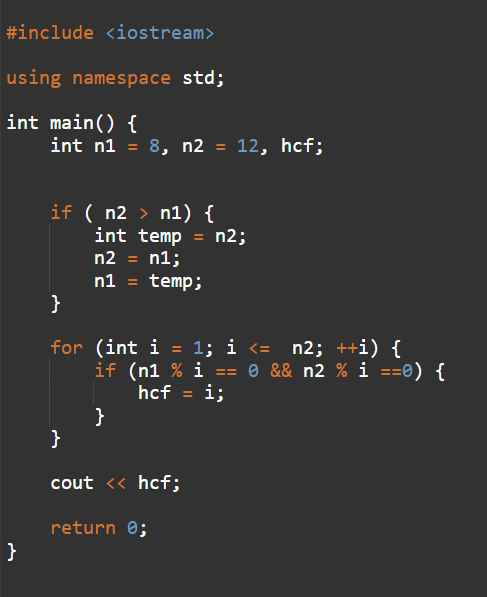 #include <iostream>
using namespace std;
int main() {
    int n1 = 8, n2 = 12, hcf;
    if ( n2 > n1) {
        int temp = n2;
        n2 = n1;
        n1 = temp;
    }
    for (int i = 1; i <=  n2; ++i) {
        if (n1 % i == 0 && n2 % i ==0) {
            hcf = i;
        }
    }
    cout << hcf;
    return 0;
}